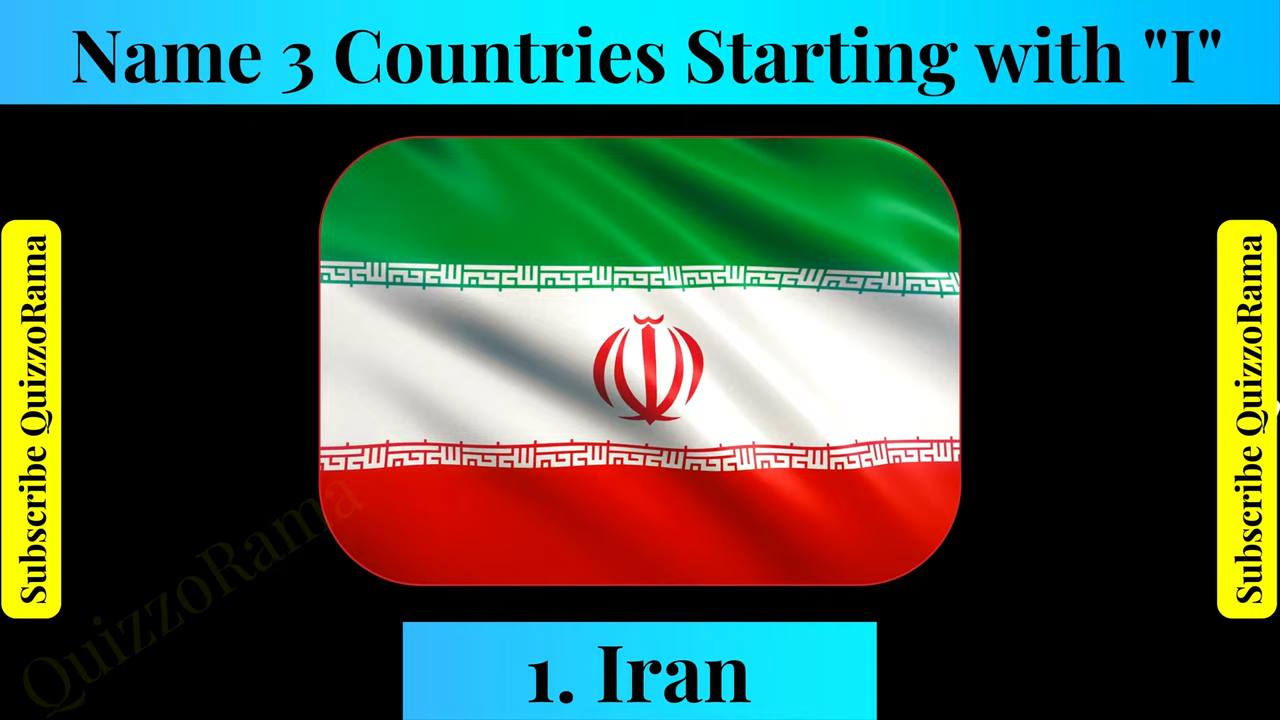 Name 3 Countries Starting with "I"
Subscribe QuizzoRama
Subscribe QuizzoRama
QuizzoRama
1. Iran